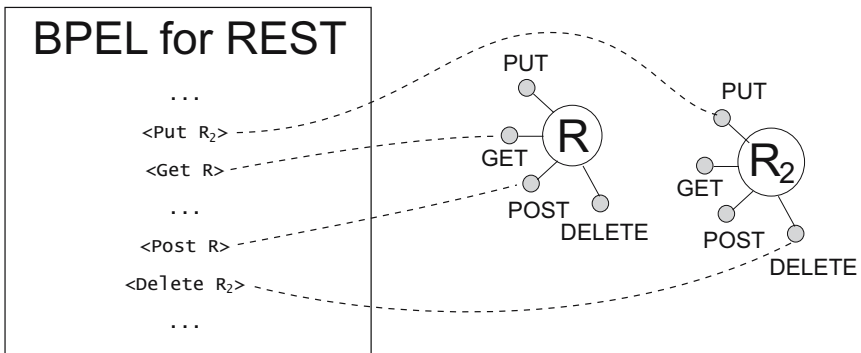 BPEL for REST
...
<Put R₂>
<Get R>
...
<Post R>
<Delete R₂>
...
PUT
R
GET
POST
DELETE
PUT
R₂
GET
POST
DELETE